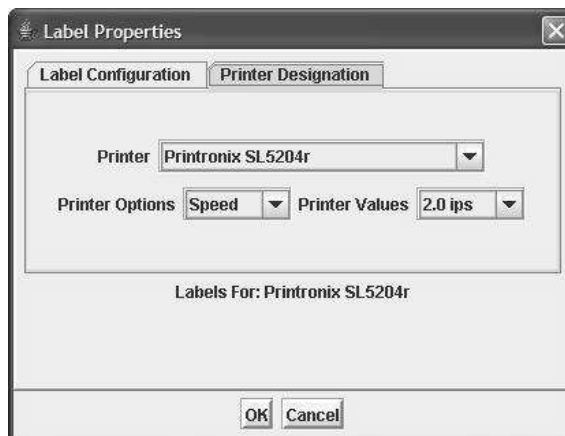 Label Properties
Label Configuration Printer Designation
Printer Printronix SL5204r
Printer Options Speed Printer Values 2.0 ips
Labels For: Printronix SL5204r
OK Cancel